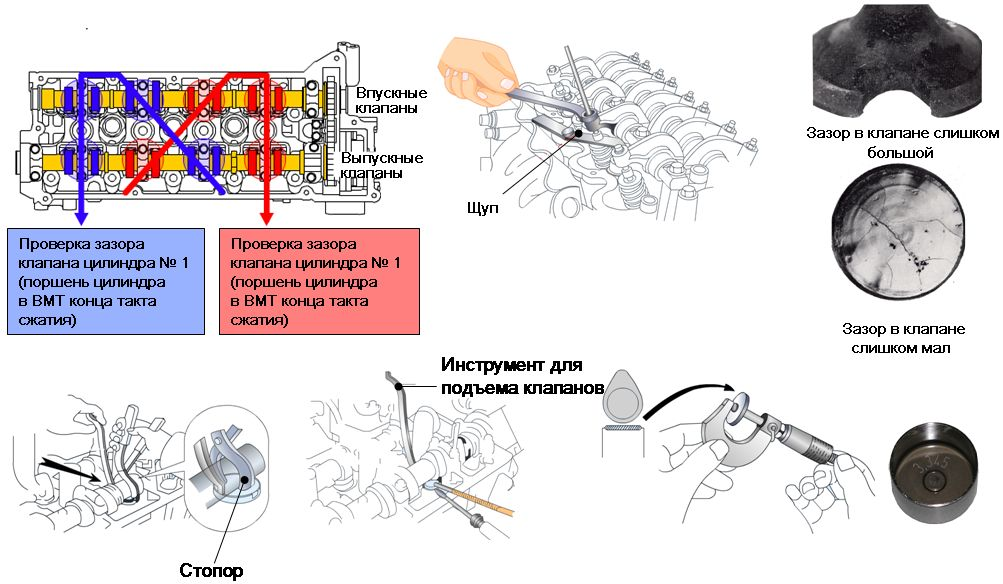 Впускные
клапаны
Выпускные
клапаны
Проверка зазора
клапана цилиндра № 1
(поршень цилиндра
в ВМТ конца такта
сжатия)
Проверка зазора
клапана цилиндра № 1
(поршень цилиндра
в ВМТ конца такта
сжатия)
Щуп
Зазор в клапане слишком
большой
Зазор в клапане
слишком мал
Инструмент для
подъема клапанов
Стопор
3.345